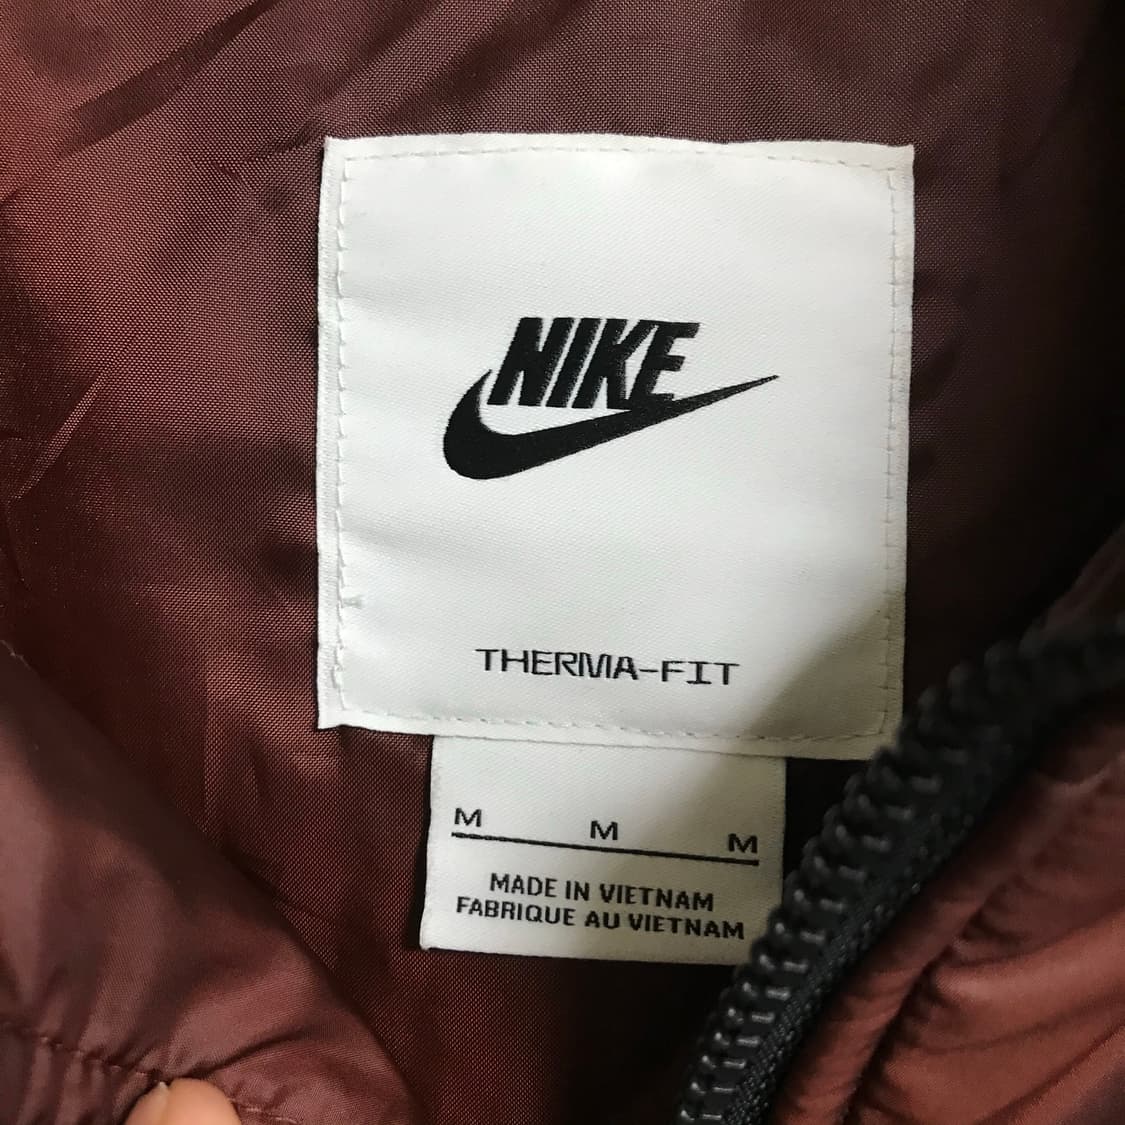 NIKE
THERMA-FIT
M M M
MADE IN VIETNAM
FABRIQUE AU VIETNAM